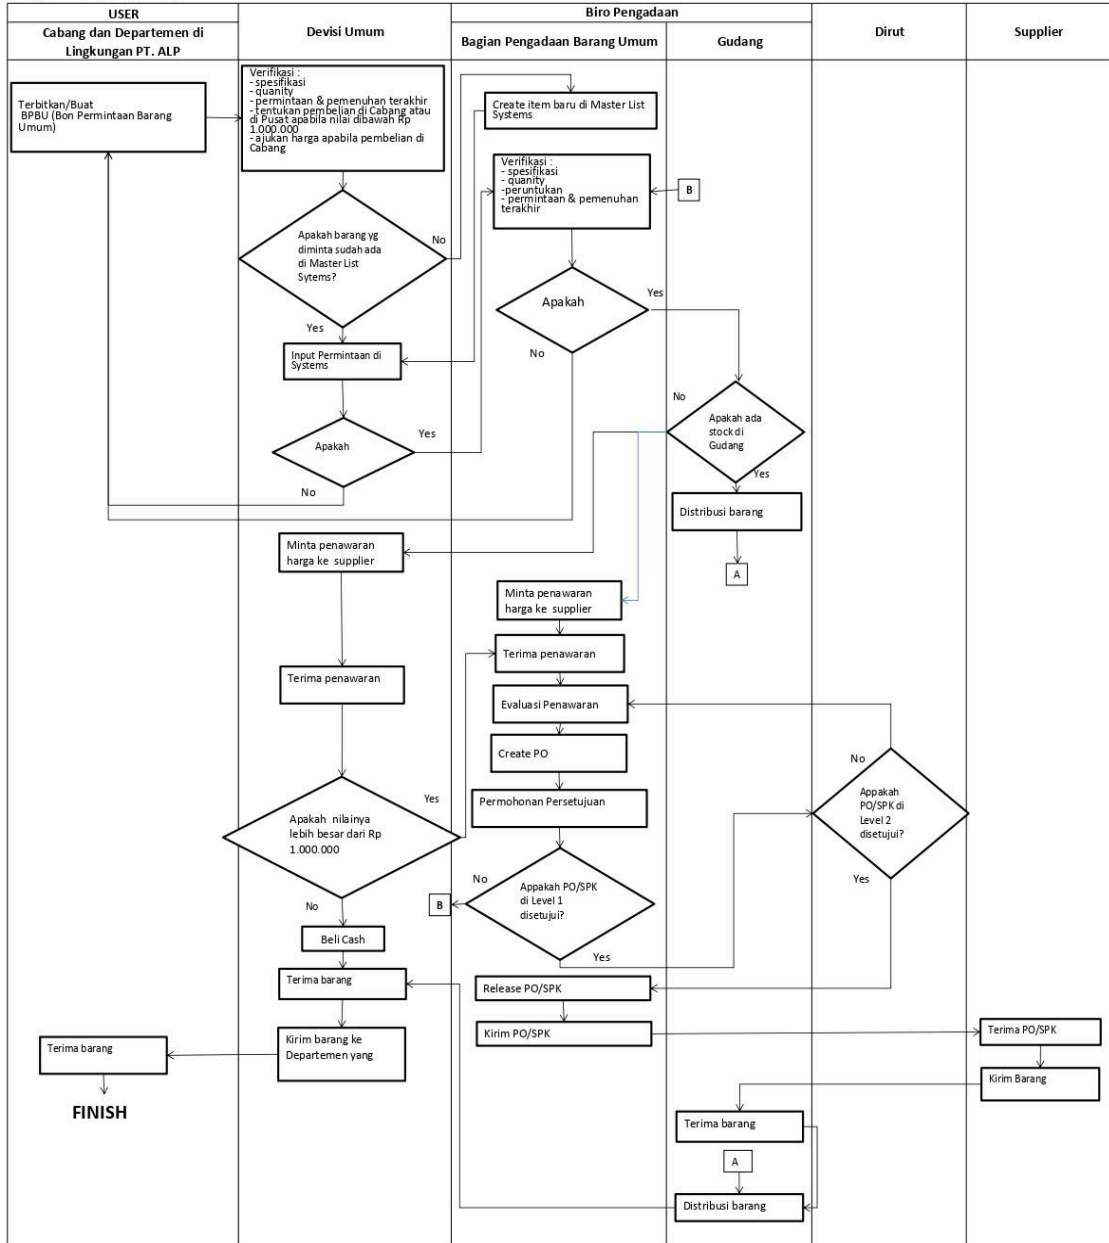 USER
Cabang dan Departemen di
Lingkungan PT. ALP
Devisi Umum
Biro Pengadaan
Bagian Pengadaan Barang Umum
Gudang
Dirut
Supplier
Terbitkan/Buat
BPBU (Bon Permintaan Barang
Umum)
Verifikasi :
- spesifikasi
- quanity
- permintaan & pemenuhan terakhir
- tentukan pembelian di Cabang atau
di Pusat apabila nilai dibawah Rp
1.000.000
- ajukan harga apabila pembelian di
Cabang
Create item baru di Master List
Systems
Verifikasi :
- spesifikasi
- quanity
-peruntukan
- permintaan & pemenuhan
terakhir
B
Apakah barang yg
diminta sudah ada
di Master List
Sytems?
No
Yes
Apakah
Yes
No
Input Permintaan di
Systems
Apakah
Yes
No
No
Apakah ada
stock di
Gudang
Yes
Distribusi barang
A
Minta penawaran
harga ke supplier
Minta penawaran
harga ke supplier
Terima penawaran
Terima penawaran
Evaluasi Penawaran
Create PO
Permohonan Persetujuan
No
Appakah
PO/SPK di
Level 2
disetujui?
Yes
Apakah nilainya
lebih besar dari Rp
1.000.000
Yes
No
No
Appakah PO/SPK
di Level 1
disetujui?
B
Yes
Beli Cash
Terima barang
Release PO/SPK
Kirim PO/SPK
Terima PO/SPK
Kirim barang ke
Departemen yang
Terima barang
FINISH
Kirim Barang
Terima barang
A
Distribusi barang